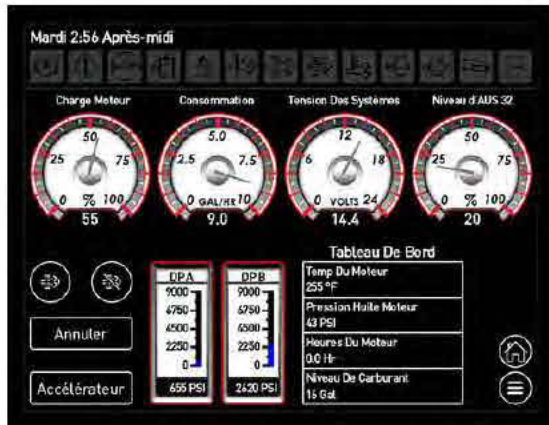 Mardi 2:56 Après-midi
Charge Moteur
Consommation
Tension Des Systèmes
Niveau d'AUS 32
0 25 50 75 100
%
55
0 2.5 5.0 7.5 10
GAL/HR
9.0
0 6 12 18 24
VOLTS
14.4
0 25 50 75 100
%
20
Annuler
Accélérateur
DPA
9000
6750
4500
2250
0
655 PSI
DPB
9000
6750
4500
2250
0
2620 PSI
Tableau De Bord
Temp Du Moteur
255 °F
Pression Huile Moteur
43 PSI
Heures Du Moteur
0.0 Hr
Niveau De Carburant
16 Gal